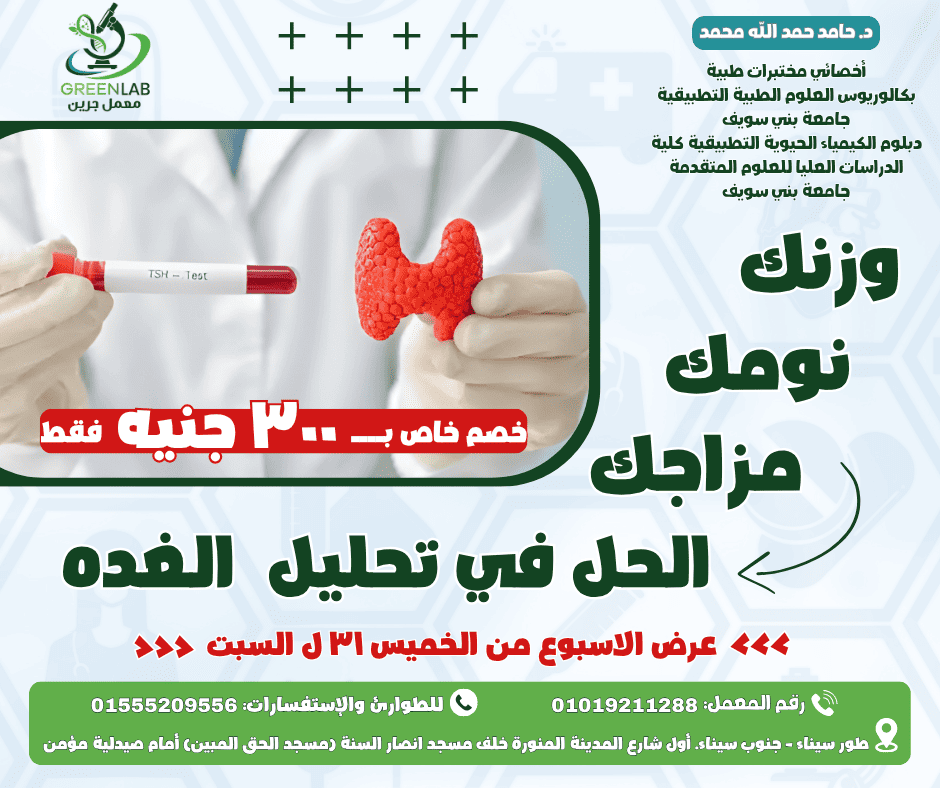 GREENLAB
معمل جرين
د. حامد حمد الله محمد
أخصائي مختبرات طبية
بكالوريوس العلوم الطبية التطبيقية
جامعة بني سويف
دبلوم الكيمياء الحيوية التطبيقية كلية
الدراسات العليا للعلوم المتقدمة
جامعة بني سويف
TSH - Test
خصم خاص بــ ٣٠٠ جنيه فقط
وزنك
نومك
مزاجك
الحل في تحليل الغده
>>> عرض الاسبوع من الخميس ٣١ ل السبت <<<
رقم المعمل: 01019211288
للطوارئ والإستفسارات: 01555209556
طور سيناء - جنوب سيناء. أول شارع المدينة المنورة خلف مسجد انصار السنة (مسجد الحق المبين) أمام صيدلية مؤمن